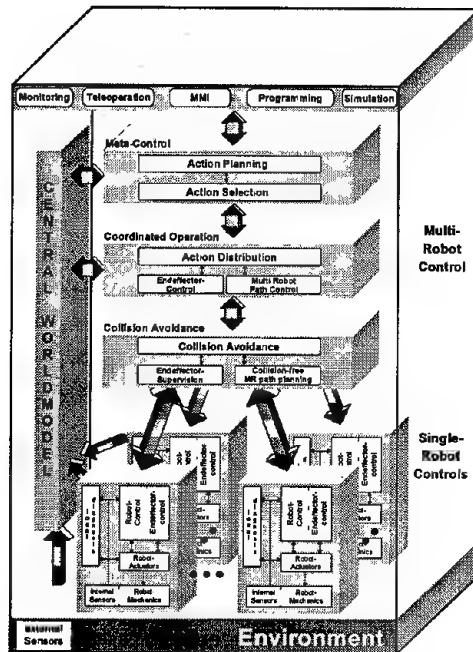 Monitoring Teleoperation MMI Programming Simulation
Meta-Control
Action Planning
Action Selection
Coordinated Operation
Action Distribution
Endeffector-
Control
Multi Robot
Path Control
Collision Avoidance
Collision Avoidance
Endeffector-
Supervision
Collision-free
MR path planning
CENTRAL WORLDMODEL
Multi-
Robot
Control
Single-
Robot
Controls
Robot-
Control
Endeffector-
control
Robot-
Actuators
Internal
Sensors
Robot
Mechanics
Robot-
Control
Endeffector-
control
Robot-
Actuators
Internal
Sensors
Robot-
Mechanics
External
Sensors
Environment